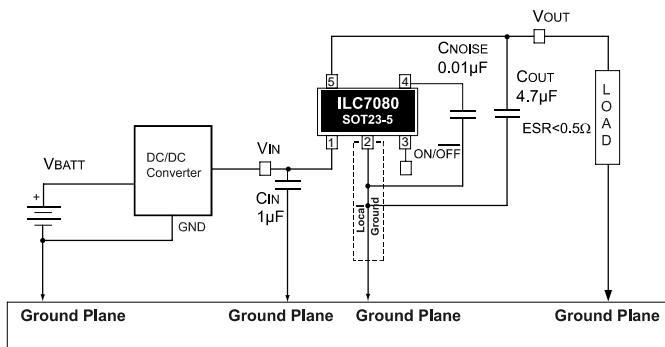 VOUT
CNOISE
0.01µF
COUT
4.7µF
ESR<0.5Ω
LOAD
5
4
ILC7080
SOT23-5
1
2
3
ON/OFF
VIN
CIN
1µF
Local
Ground
VBATT
+
DC/DC
Converter
GND
Ground Plane
Ground Plane
Ground Plane
Ground Plane